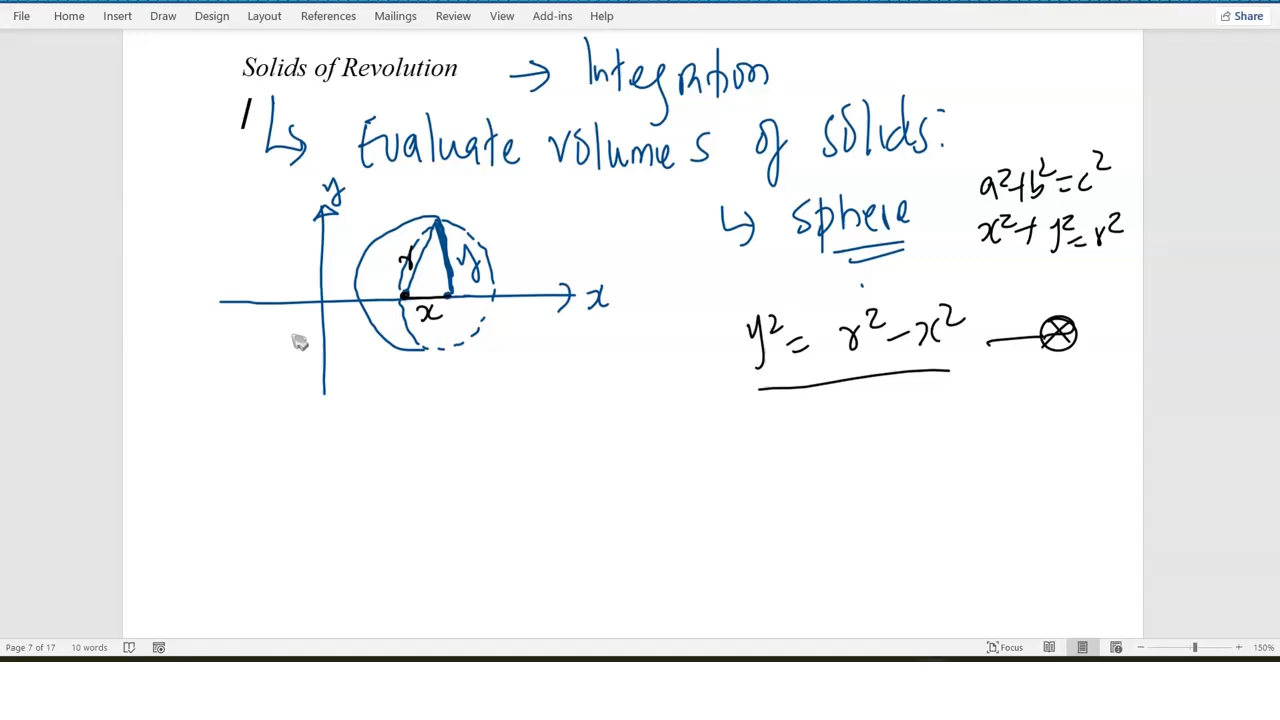 File Home Insert Draw Design Layout References Mailings Review View Add-ins Help Share
Solids of Revolution → Integration
↳ Evaluate volumes of solids:
↳ sphere
a²+b²=c²
x²+y²=r²
y
r
y
x
x
y² = r² - x²
Page 7 of 17 10 words Focus 150%